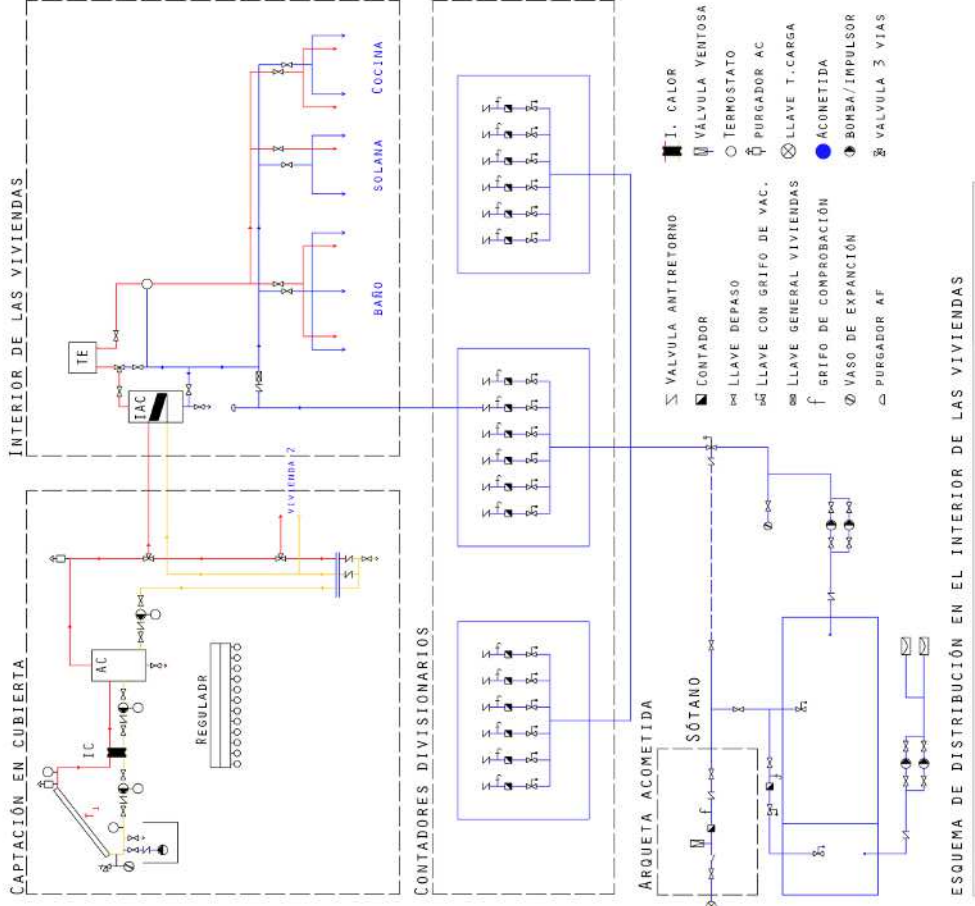 INTERIOR DE LAS VIVIENDAS
TE
IAC
BAÑO
SOLANA
COCINA
CAPTACIÓN EN CUBIERTA
T1
IC
AC
REGULADR
VIVIENDA 2
CONTADORES DIVISIONARIOS
ARQUETA ACOMETIDA
SÓTANO
VALVULA ANTIRETORNO
CONTADOR
LLAVE DEPASO
LLAVE CON GRIFO DE VAC.
LLAVE GENERAL VIVIENDAS
GRIFO DE COMPROBACIÓN
VASO DE EXPANCIÓN
PURGADOR AF
I. CALOR
VÁLVULA VENTOSA
TERMOSTATO
PURGADOR AC
LLAVE T.CARGA
ACONETIDA
BOMBA/IMPULSOR
VALVULA 3 VIAS
ESQUEMA DE DISTRIBUCIÓN EN EL INTERIOR DE LAS VIVIENDAS